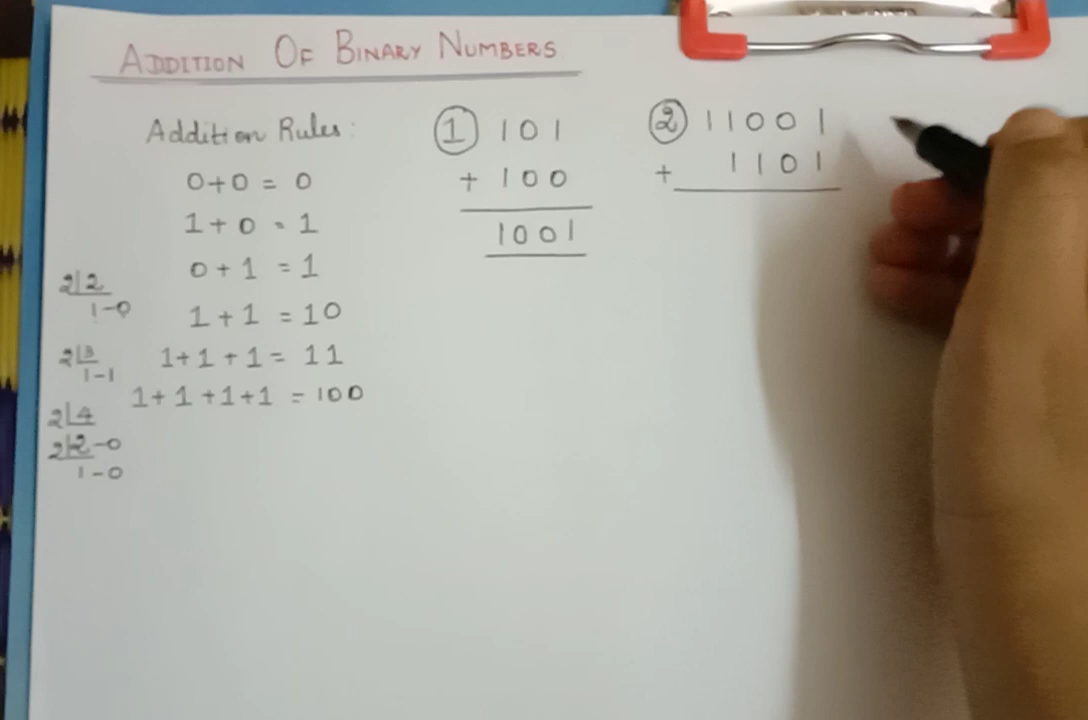 ADDITION OF BINARY NUMBERS
Addition Rules:
0+0 = 0
1+0 = 1
0+1 = 1
1+1 = 10
1+1+1 = 11
1+1+1+1 = 100
2|2
1-0
2|3
1-1
2|4
2|2-0
1-0
① 101
+ 100
1001
② 11001
+ 1101